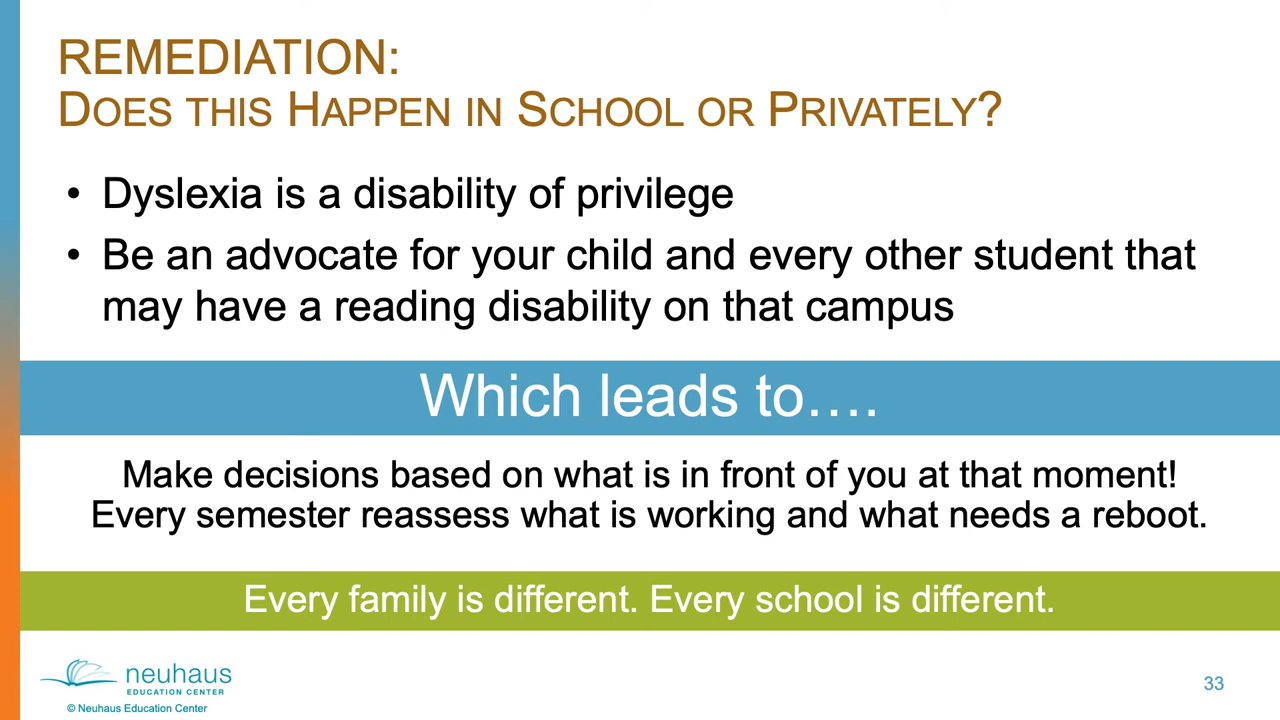 REMEDIATION:
DOES THIS HAPPEN IN SCHOOL OR PRIVATELY?
• Dyslexia is a disability of privilege
• Be an advocate for your child and every other student that
may have a reading disability on that campus
Which leads to….
Make decisions based on what is in front of you at that moment!
Every semester reassess what is working and what needs a reboot.
Every family is different. Every school is different.
neuhaus
EDUCATION CENTER
© Neuhaus Education Center
33